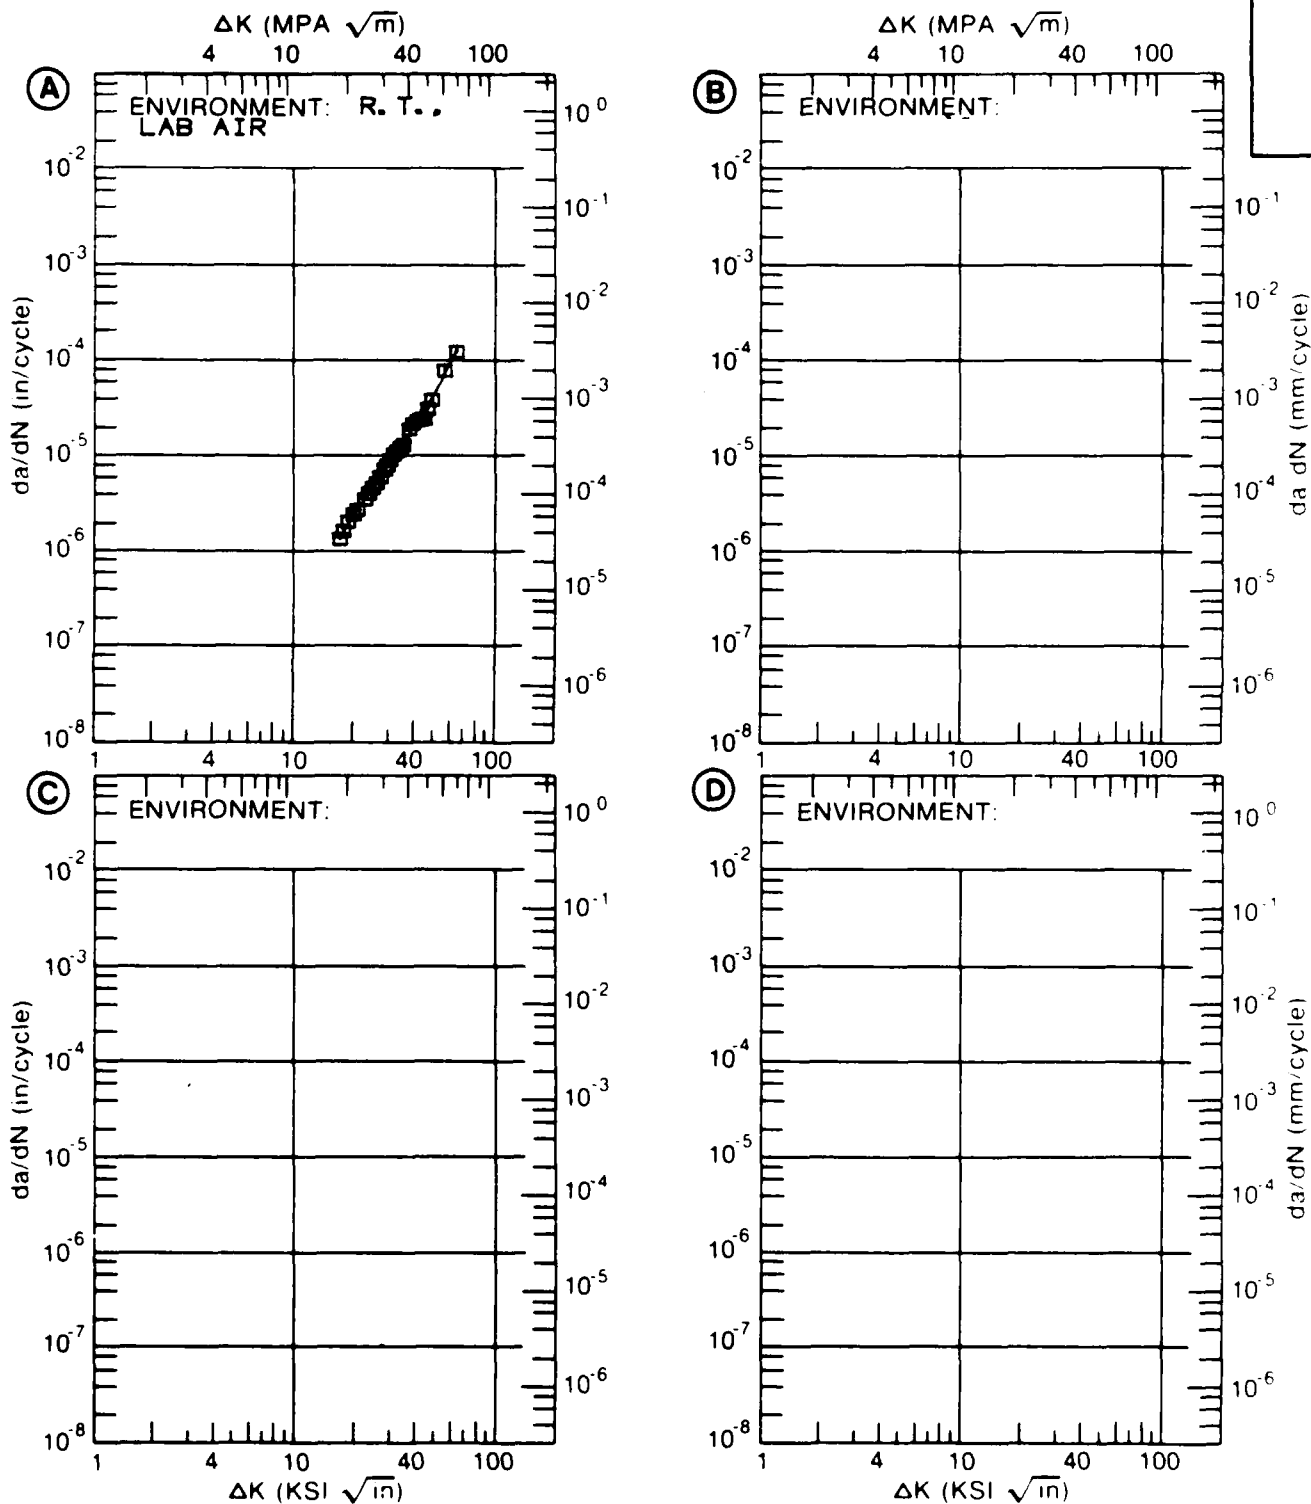 ΔK (MPA √m)
4 10 40 100
ΔK (MPA √m)
4 10 40 100
A
ENVIRONMENT: R.T.,
LAB AIR
da/dN (in/cycle)
10⁻²
10⁻³
10⁻⁴
10⁻⁵
10⁻⁶
10⁻⁷
10⁻⁸
10⁰
10⁻¹
10⁻²
10⁻³
10⁻⁴
10⁻⁵
10⁻⁶
1 4 10 40 100
B
ENVIRONMENT:
10⁻²
10⁻³
10⁻⁴
10⁻⁵
10⁻⁶
10⁻⁷
10⁻⁸
10⁻¹
10⁻²
10⁻³
10⁻⁴
10⁻⁵
10⁻⁶
da dN (mm/cycle)
1 4 10 40 100
C
ENVIRONMENT:
da/dN (in/cycle)
10⁻²
10⁻³
10⁻⁴
10⁻⁵
10⁻⁶
10⁻⁷
10⁻⁸
10⁰
10⁻¹
10⁻²
10⁻³
10⁻⁴
10⁻⁵
10⁻⁶
1 4 10 40 100
ΔK (KSI √in)
D
ENVIRONMENT:
10⁻²
10⁻³
10⁻⁴
10⁻⁵
10⁻⁶
10⁻⁷
10⁻⁸
10⁰
10⁻¹
10⁻²
10⁻³
10⁻⁴
10⁻⁵
10⁻⁶
da/dN (mm/cycle)
1 4 10 40 100
ΔK (KSI √in)